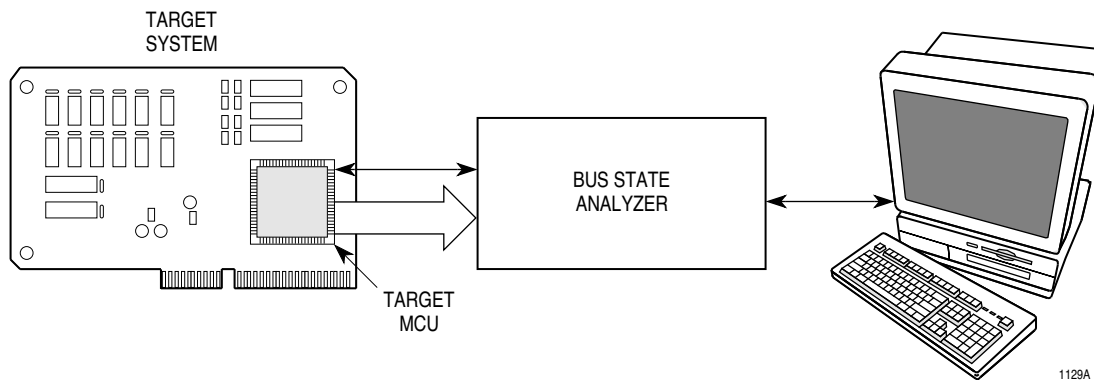 TARGET
SYSTEM
BUS STATE
ANALYZER
TARGET
MCU
1129A